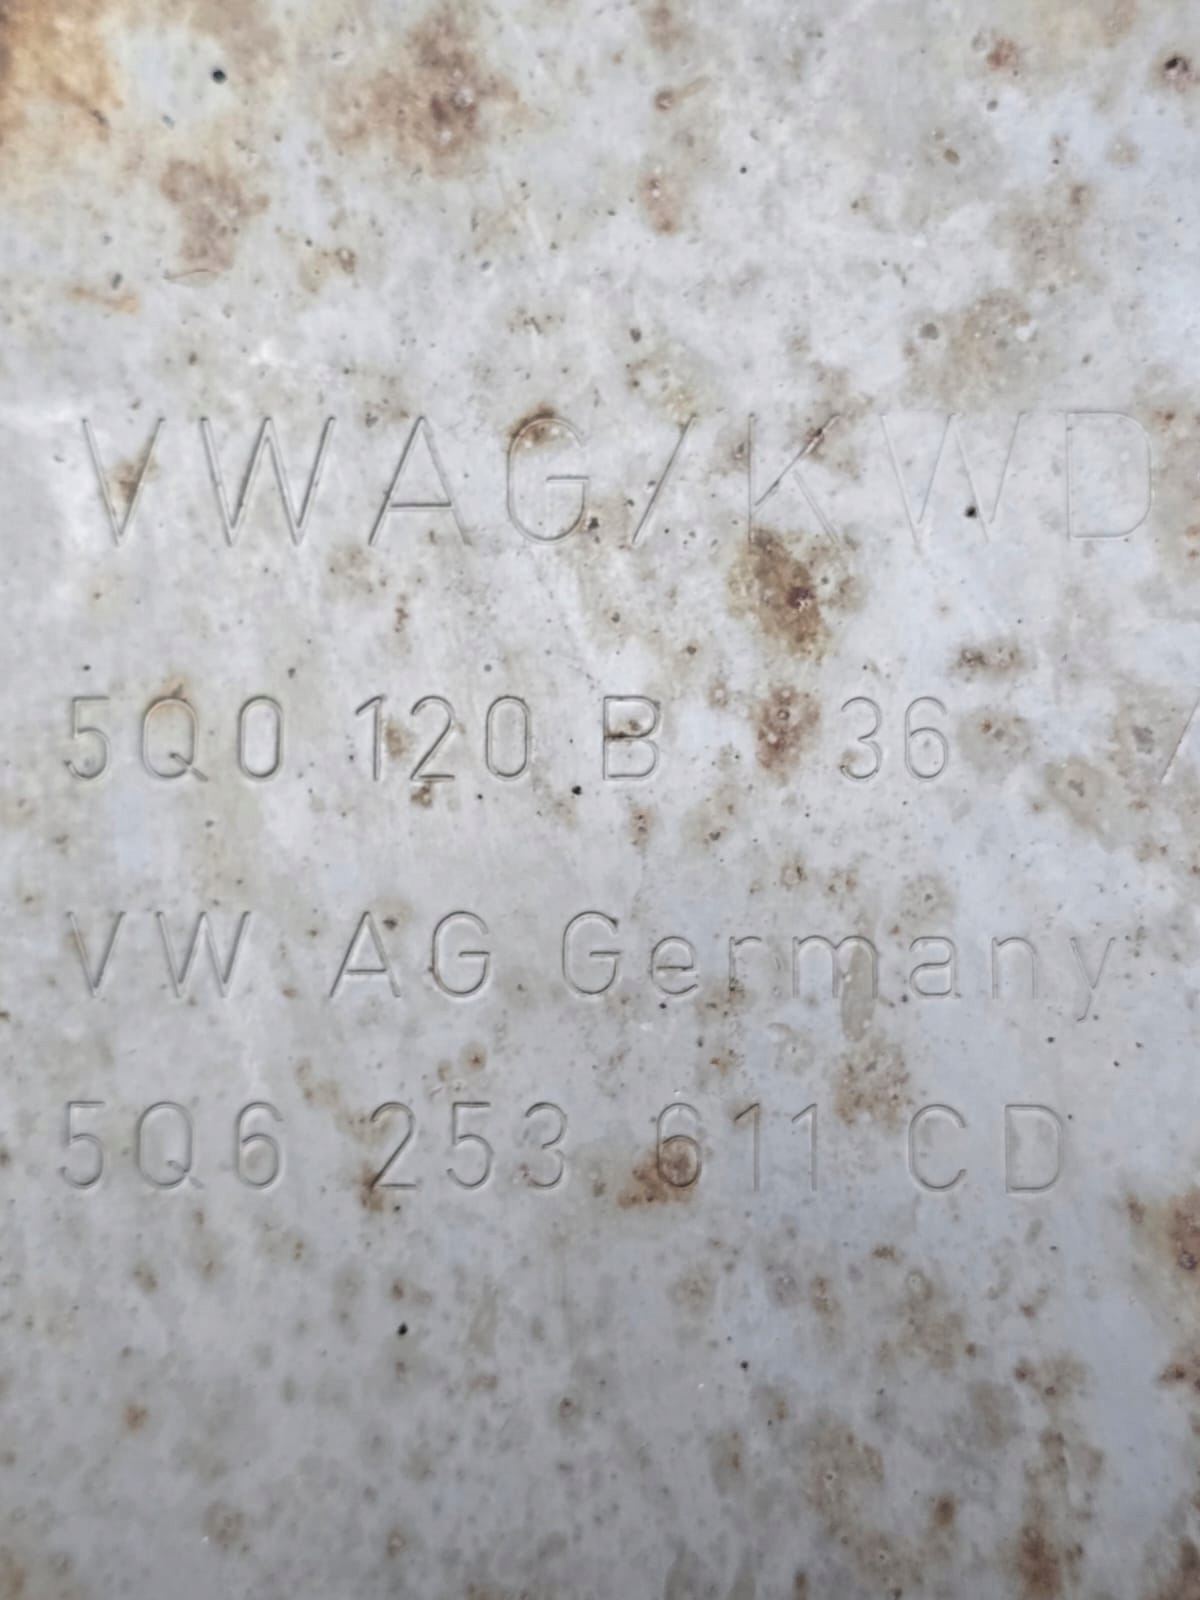 VWAG/KWD
5Q0 120 B 36 /
VW AG Germany
5Q6 253 611 CD